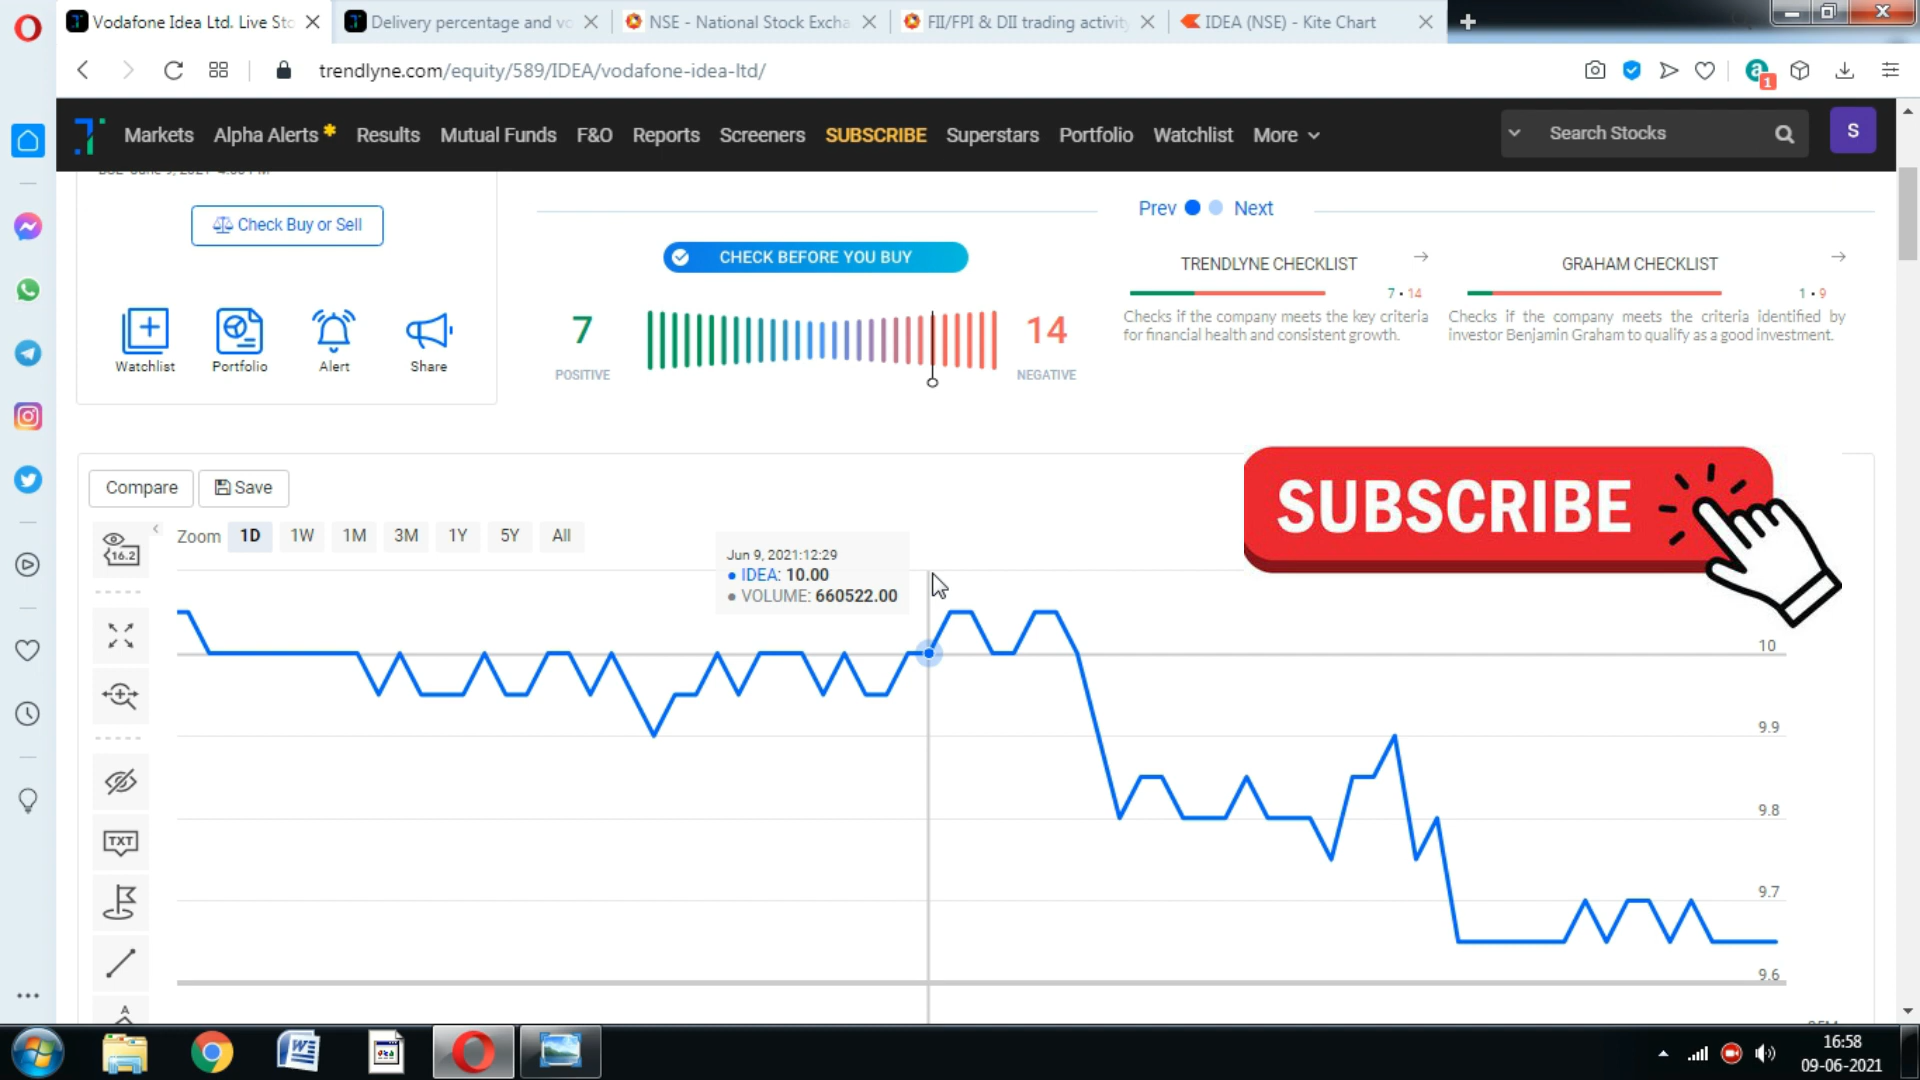 Vodafone Idea Ltd. Live Sto
Delivery percentage and vo
NSE - National Stock Excha
FII/FPI & DII trading activity
IDEA (NSE) - Kite Chart
trendlyne.com/equity/589/IDEA/vodafone-idea-ltd/
1
Markets
Alpha Alerts
Results
Mutual Funds
F&O
Reports
Screeners
SUBSCRIBE
Superstars
Portfolio
Watchlist
More
Search Stocks
S
Check Buy or Sell
Watchlist
Portfolio
Alert
Share
CHECK BEFORE YOU BUY
7
POSITIVE
14
NEGATIVE
Prev
Next
TRENDLYNE CHECKLIST
7 • 14
Checks if the company meets the key criteria
for financial health and consistent growth.
GRAHAM CHECKLIST
1 • 9
Checks if the company meets the criteria identified by
investor Benjamin Graham to qualify as a good investment.
Compare
Save
SUBSCRIBE
16.2
Zoom
1D
1W
1M
3M
1Y
5Y
All
Jun 9, 2021:12:29
IDEA: 10.00
VOLUME: 660522.00
10
9.9
9.8
9.7
9.6
TXT
A
16:58
09-06-2021